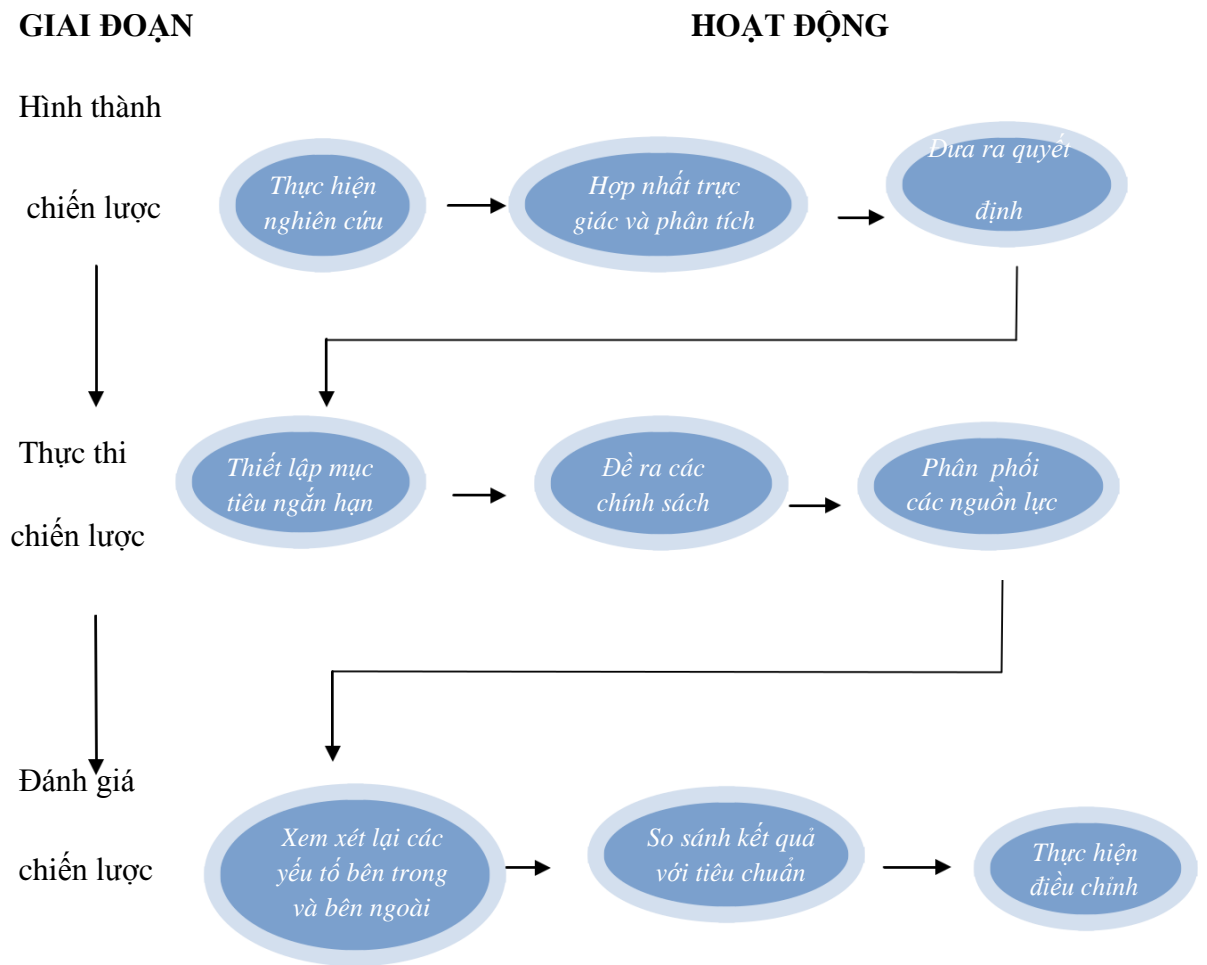 GIAI ĐOẠN
HOẠT ĐỘNG
Hình thành
chiến lược
Thực hiện
nghiên cứu
Hợp nhất trực
giác và phân tích
Đưa ra quyết
định
Thực thi
chiến lược
Thiết lập mục
tiêu ngắn hạn
Đề ra các
chính sách
Phân phối
các nguồn lực
Đánh giá
chiến lược
Xem xét lại các
yếu tố bên trong
và bên ngoài
So sánh kết quả
với tiêu chuẩn
Thực hiện
điều chỉnh